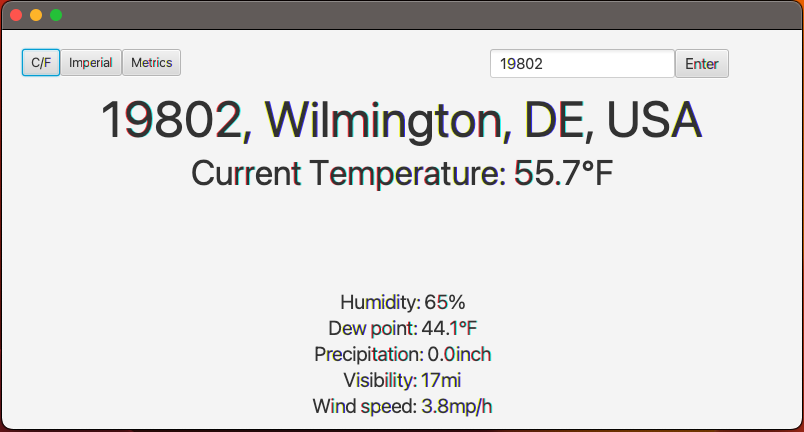 C/F Imperial Metrics 19802 Enter
19802, Wilmington, DE, USA
Current Temperature: 55.7°F
Humidity: 65%
Dew point: 44.1°F
Precipitation: 0.0inch
Visibility: 17mi
Wind speed: 3.8mp/h